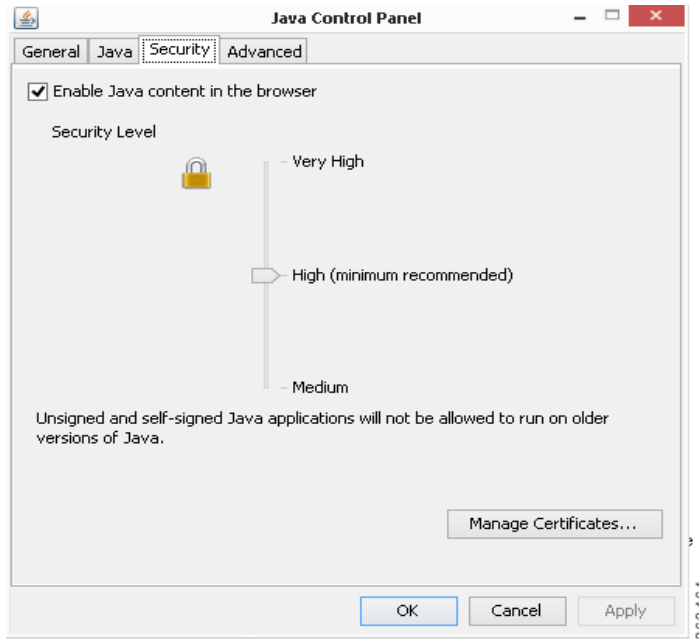 Java Control Panel
General Java Security Advanced
Enable Java content in the browser
Security Level
Very High
High (minimum recommended)
Medium
Unsigned and self-signed Java applications will not be allowed to run on older
versions of Java.
Manage Certificates...
e
OK Cancel Apply